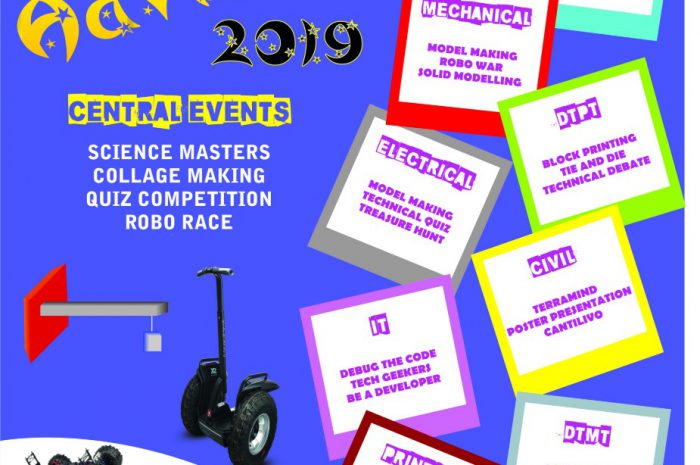 2019
CENTRAL EVENTS
SCIENCE MASTERS
COLLAGE MAKING
QUIZ COMPETITION
ROBO RACE
MECHANICAL
MODEL MAKING
ROBO WAR
SOLID MODELLING
DTPT
BLOCK PRINTING
TIE AND DIE
TECHNICAL DEBATE
ELECTRICAL
MODEL MAKING
TECHNICAL QUIZ
TREASURE HUNT
CIVIL
TERRAMIND
POSTER PRESENTATION
CANTILIVO
IT
DEBUG THE CODE
TECH GEEKERS
BE A DEVELOPER
DTMT